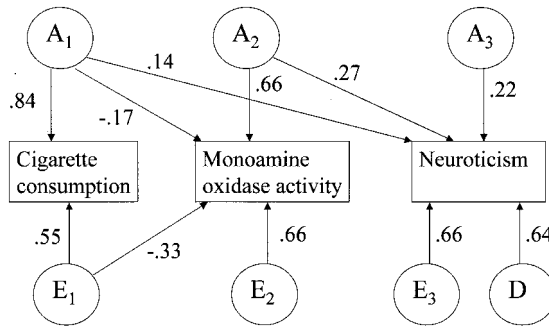 A1
A2
A3
.14
.27
.84
-.17
.66
.22
Cigarette
consumption
Monoamine
oxidase activity
Neuroticism
.55
-.33
.66
.66
.64
E1
E2
E3
D